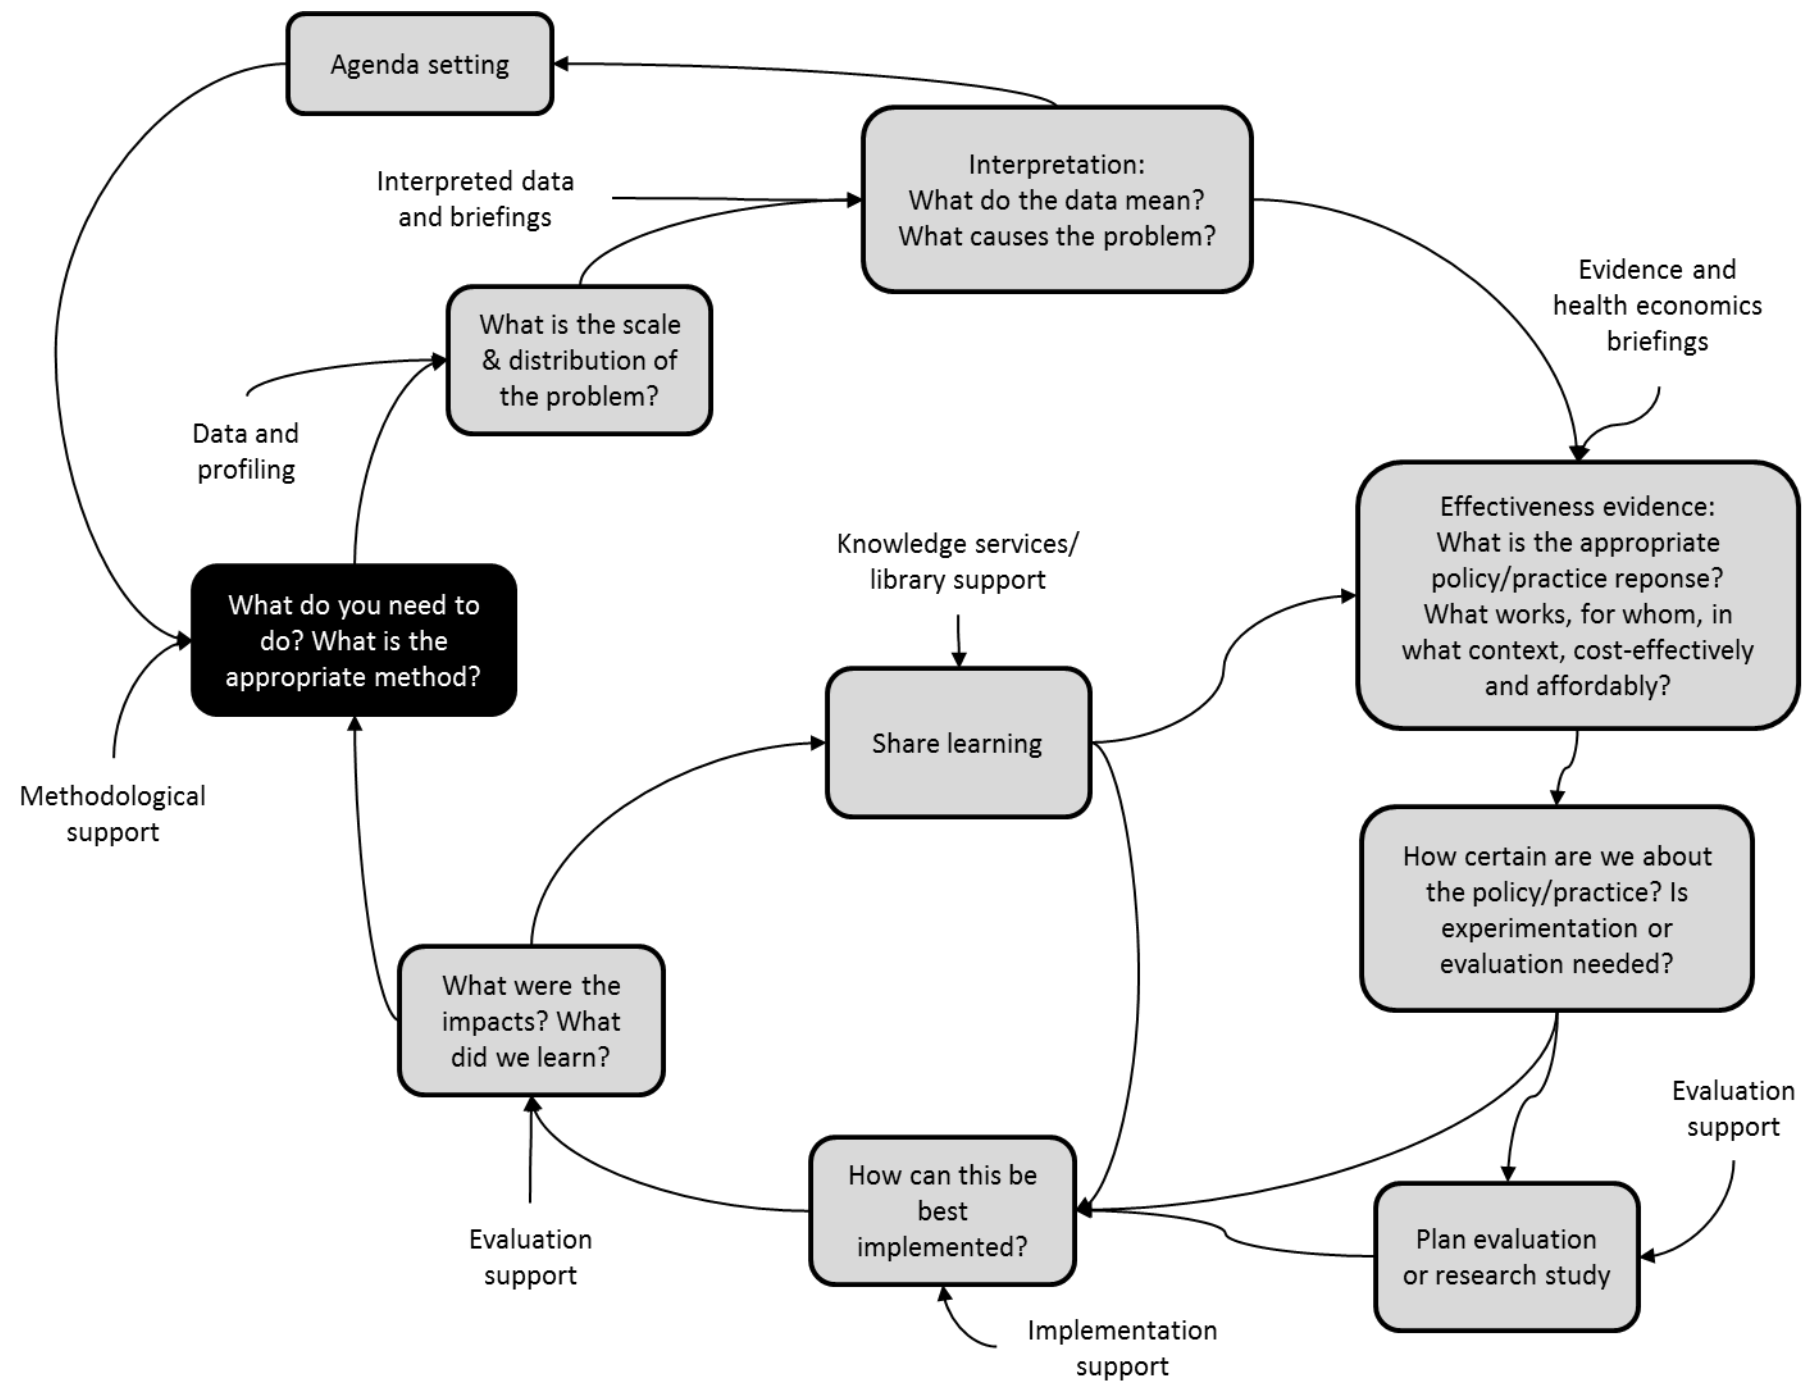 Agenda setting
Interpretation:
What do the data mean?
What causes the problem?
Interpreted data
and briefings
Evidence and
health economics
briefings
What is the scale
& distribution of
the problem?
Data and
profiling
Effectiveness evidence:
What is the appropriate
policy/practice reponse?
What works, for whom, in
what context, cost-effectively
and affordably?
Knowledge services/
library support
What do you need to
do? What is the
appropriate method?
Share learning
Methodological
support
How certain are we about
the policy/practice? Is
experimentation or
evaluation needed?
What were the
impacts? What
did we learn?
Evaluation
support
How can this be
best
implemented?
Plan evaluation
or research study
Evaluation
support
Implementation
support